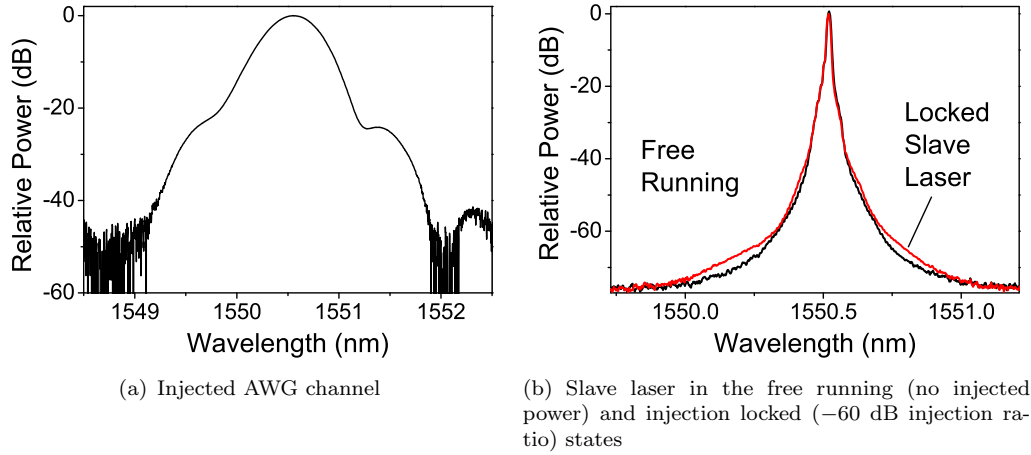 0
-20
-40
-60
Relative Power (dB)
1549
1550
1551
1552
Wavelength (nm)
(a) Injected AWG channel
0
-20
-40
-60
Relative Power (dB)
Free
Running
Locked
Slave
Laser
1550.0
1550.5
1551.0
Wavelength (nm)
(b) Slave laser in the free running (no injected
power) and injection locked (−60 dB injection ra-
tio) states